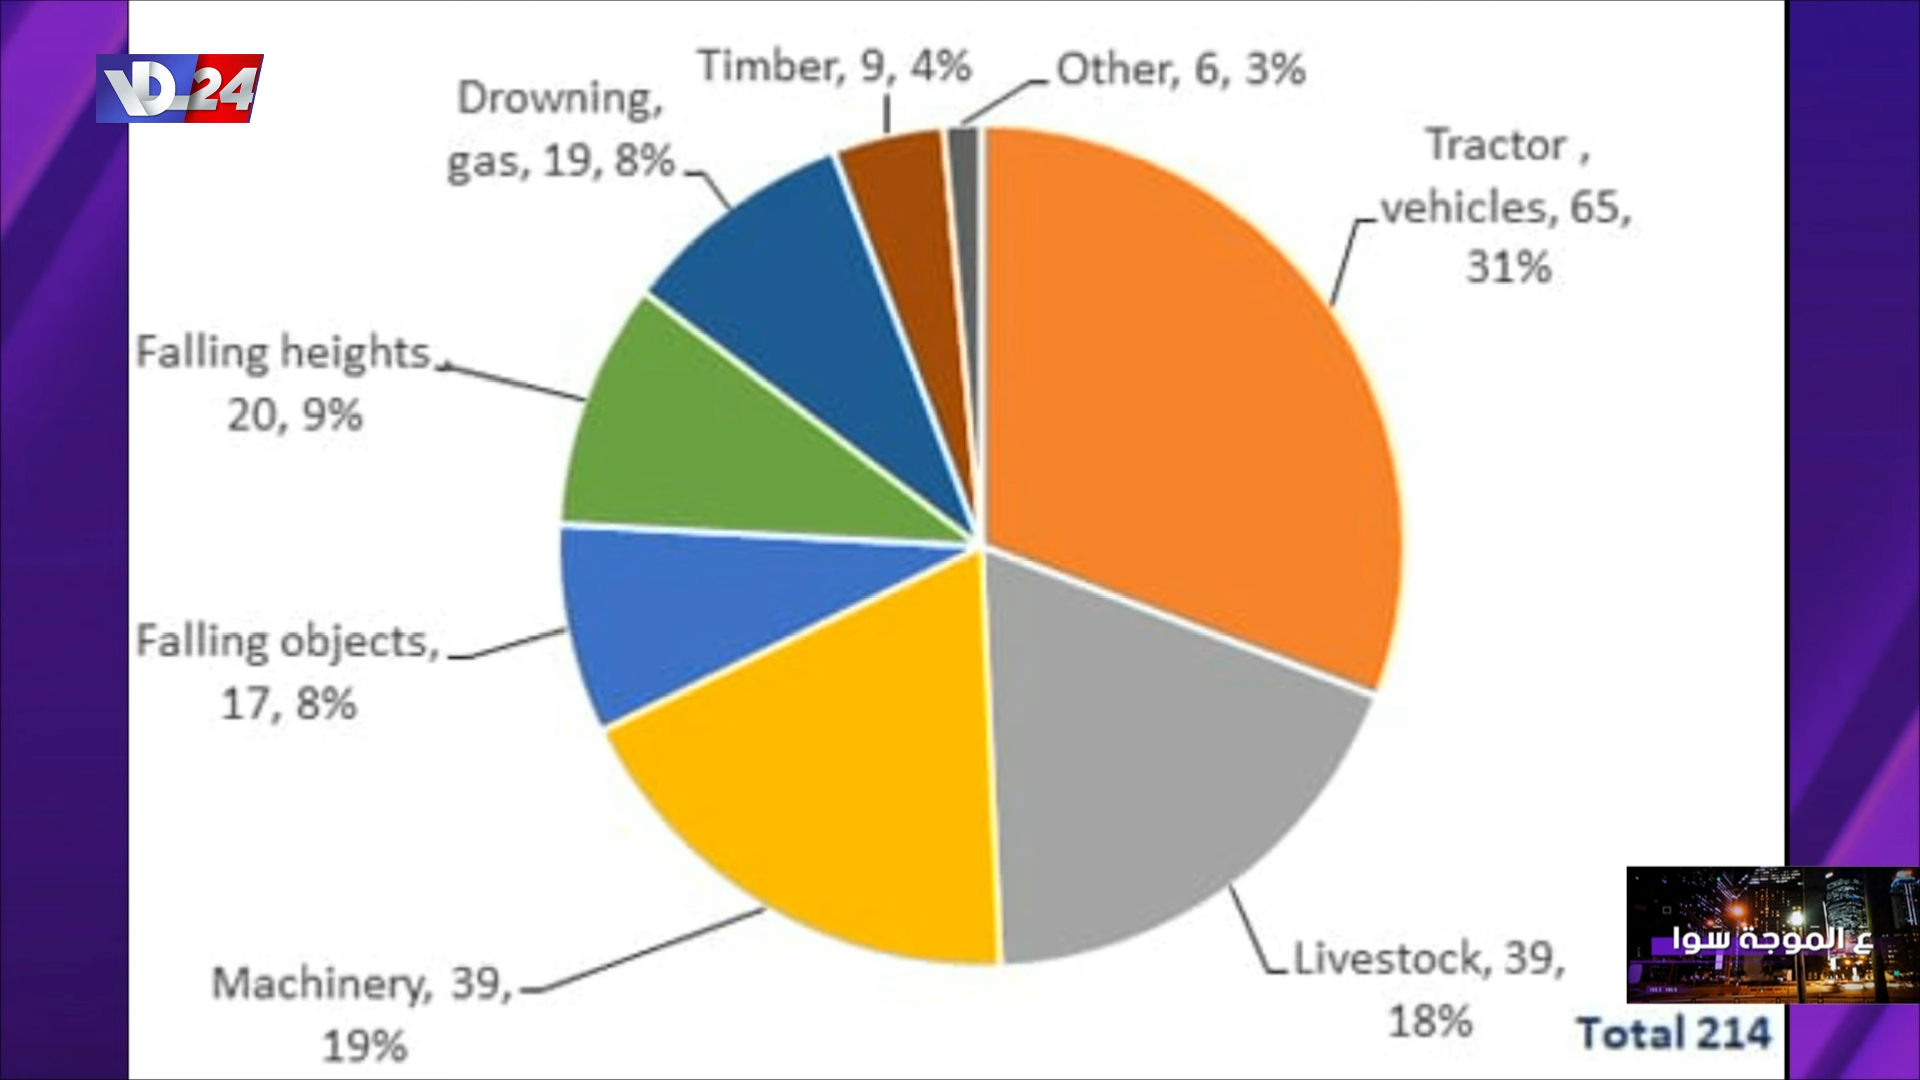 VD_24
Timber, 9, 4%
Other, 6, 3%
Drowning,
gas, 19, 8%
Tractor ,
vehicles, 65,
31%
Falling heights,
20, 9%
Falling objects,
17, 8%
Machinery, 39,
19%
Livestock, 39,
18%
ع الموجة سوا
Total 214